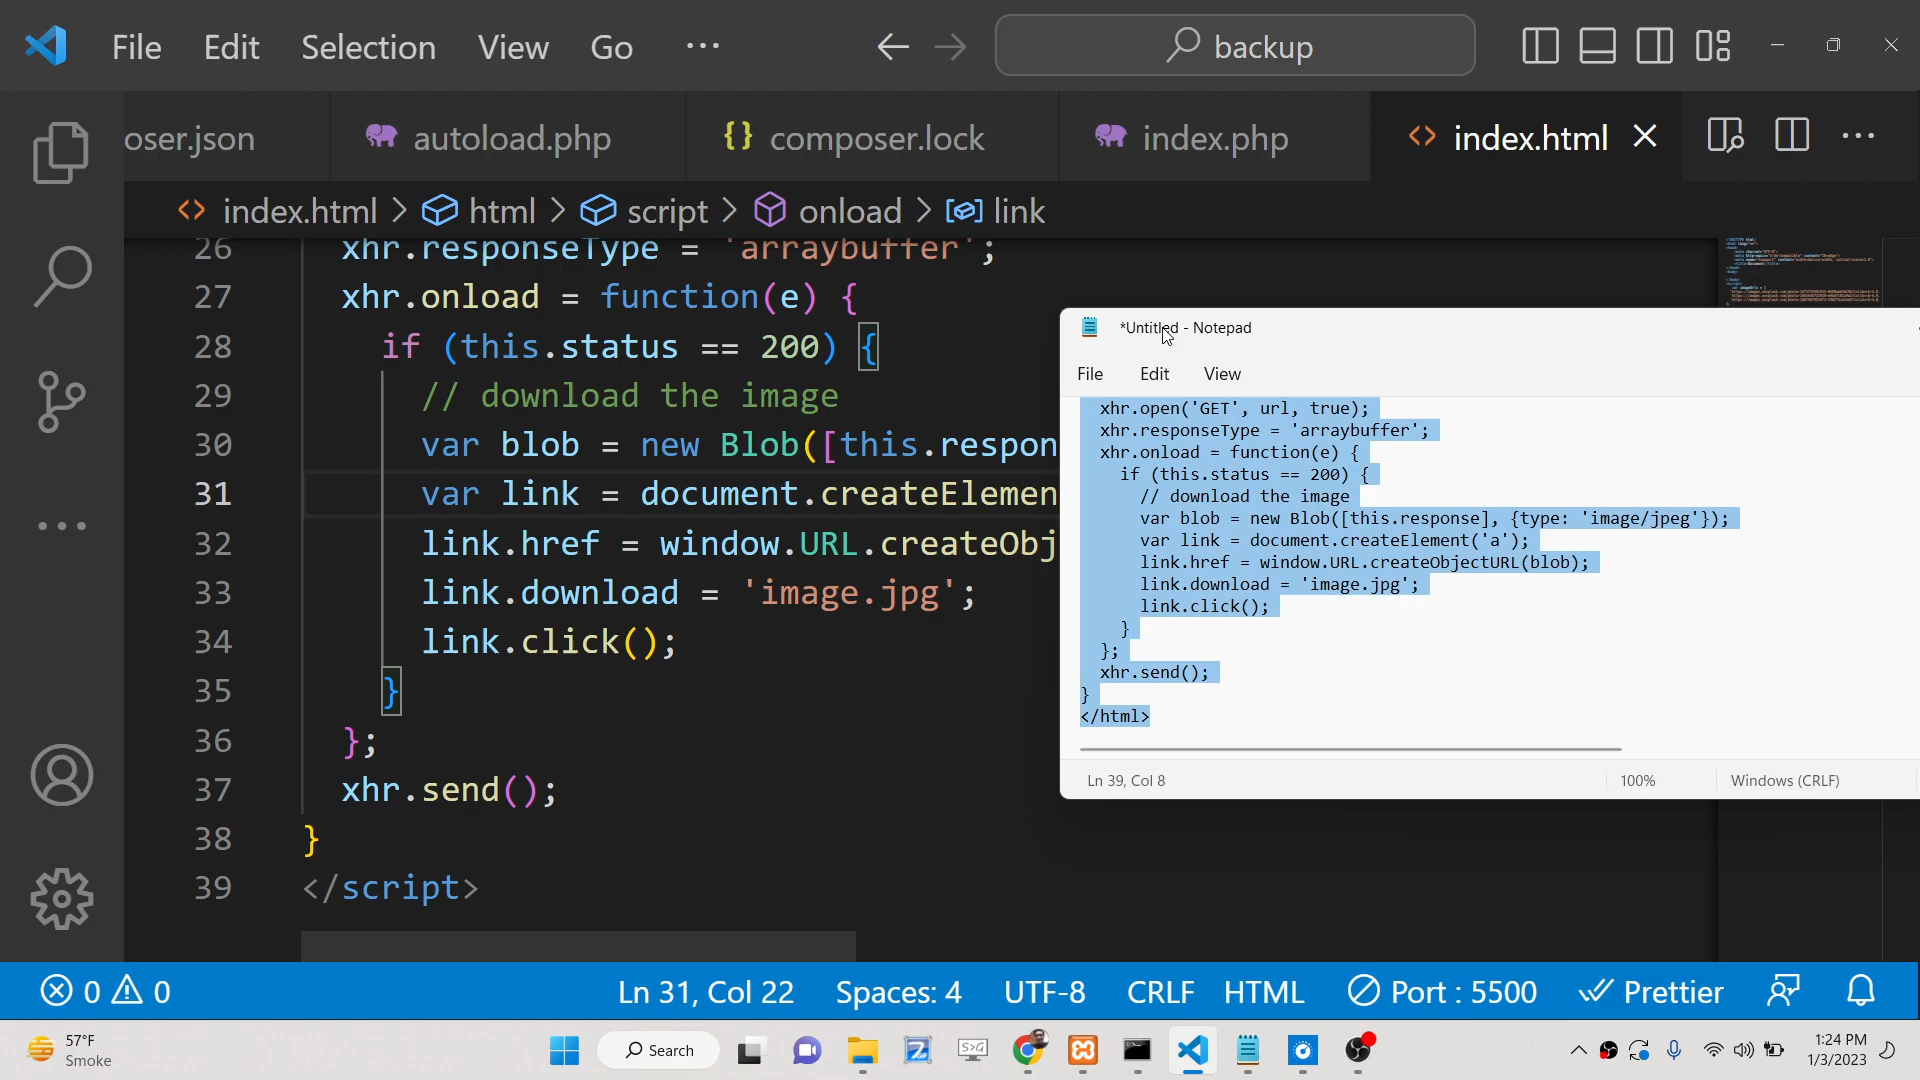 File Edit Selection View Go ... backup
oser.json autoload.php composer.lock index.php index.html
index.html > html > script > onload > link
26 xhr.responseType = 'arraybuffer';
27 xhr.onload = function(e) {
28 if (this.status == 200) {
29 // download the image
30 var blob = new Blob([this.respon
31 var link = document.createElemen
32 link.href = window.URL.createObj
33 link.download = 'image.jpg';
34 link.click();
35 }
36 };
37 xhr.send();
38 }
39 </script>
*Untitled - Notepad
File Edit View
xhr.open('GET', url, true);
xhr.responseType = 'arraybuffer';
xhr.onload = function(e) {
if (this.status == 200) {
// download the image
var blob = new Blob([this.response], {type: 'image/jpeg'});
var link = document.createElement('a');
link.href = window.URL.createObjectURL(blob);
link.download = 'image.jpg';
link.click();
}
};
xhr.send();
}
</html>
Ln 39, Col 8 100% Windows (CRLF)
0 0 Ln 31, Col 22 Spaces: 4 UTF-8 CRLF HTML Port : 5500 Prettier
57°F
Smoke
Search
1:24 PM
1/3/2023